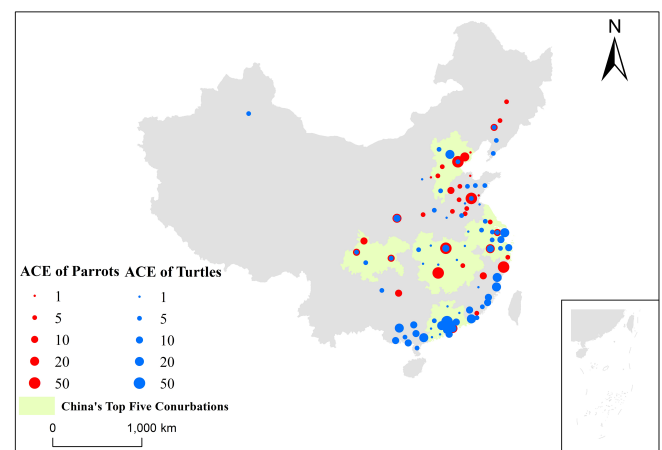 N
ACE of Parrots ACE of Turtles
1 1
5 5
10 10
20 20
50 50
China's Top Five Conurbations
0 1,000 km